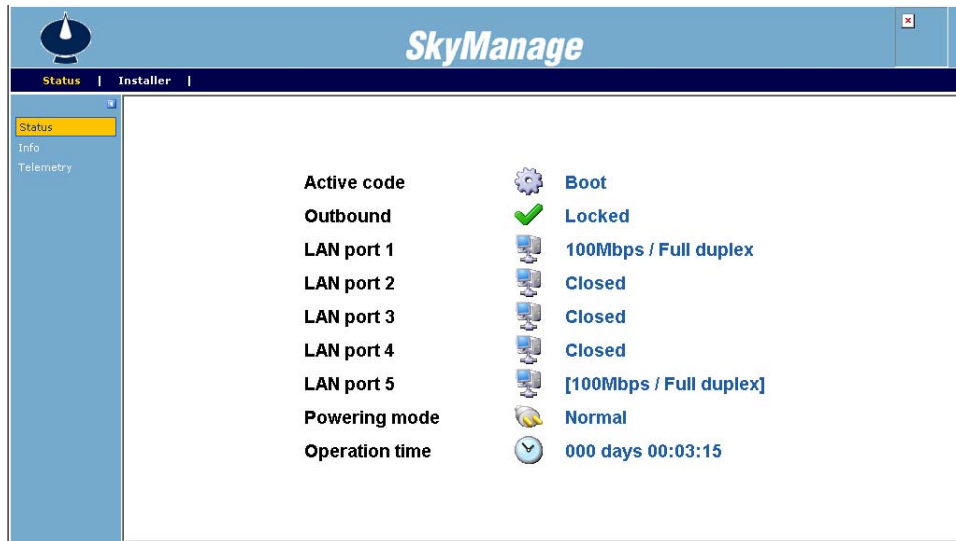 SkyManage
Status | Installer |
Status
Info
Telemetry
Active code Boot
Outbound Locked
LAN port 1 100Mbps / Full duplex
LAN port 2 Closed
LAN port 3 Closed
LAN port 4 Closed
LAN port 5 [100Mbps / Full duplex]
Powering mode Normal
Operation time 000 days 00:03:15